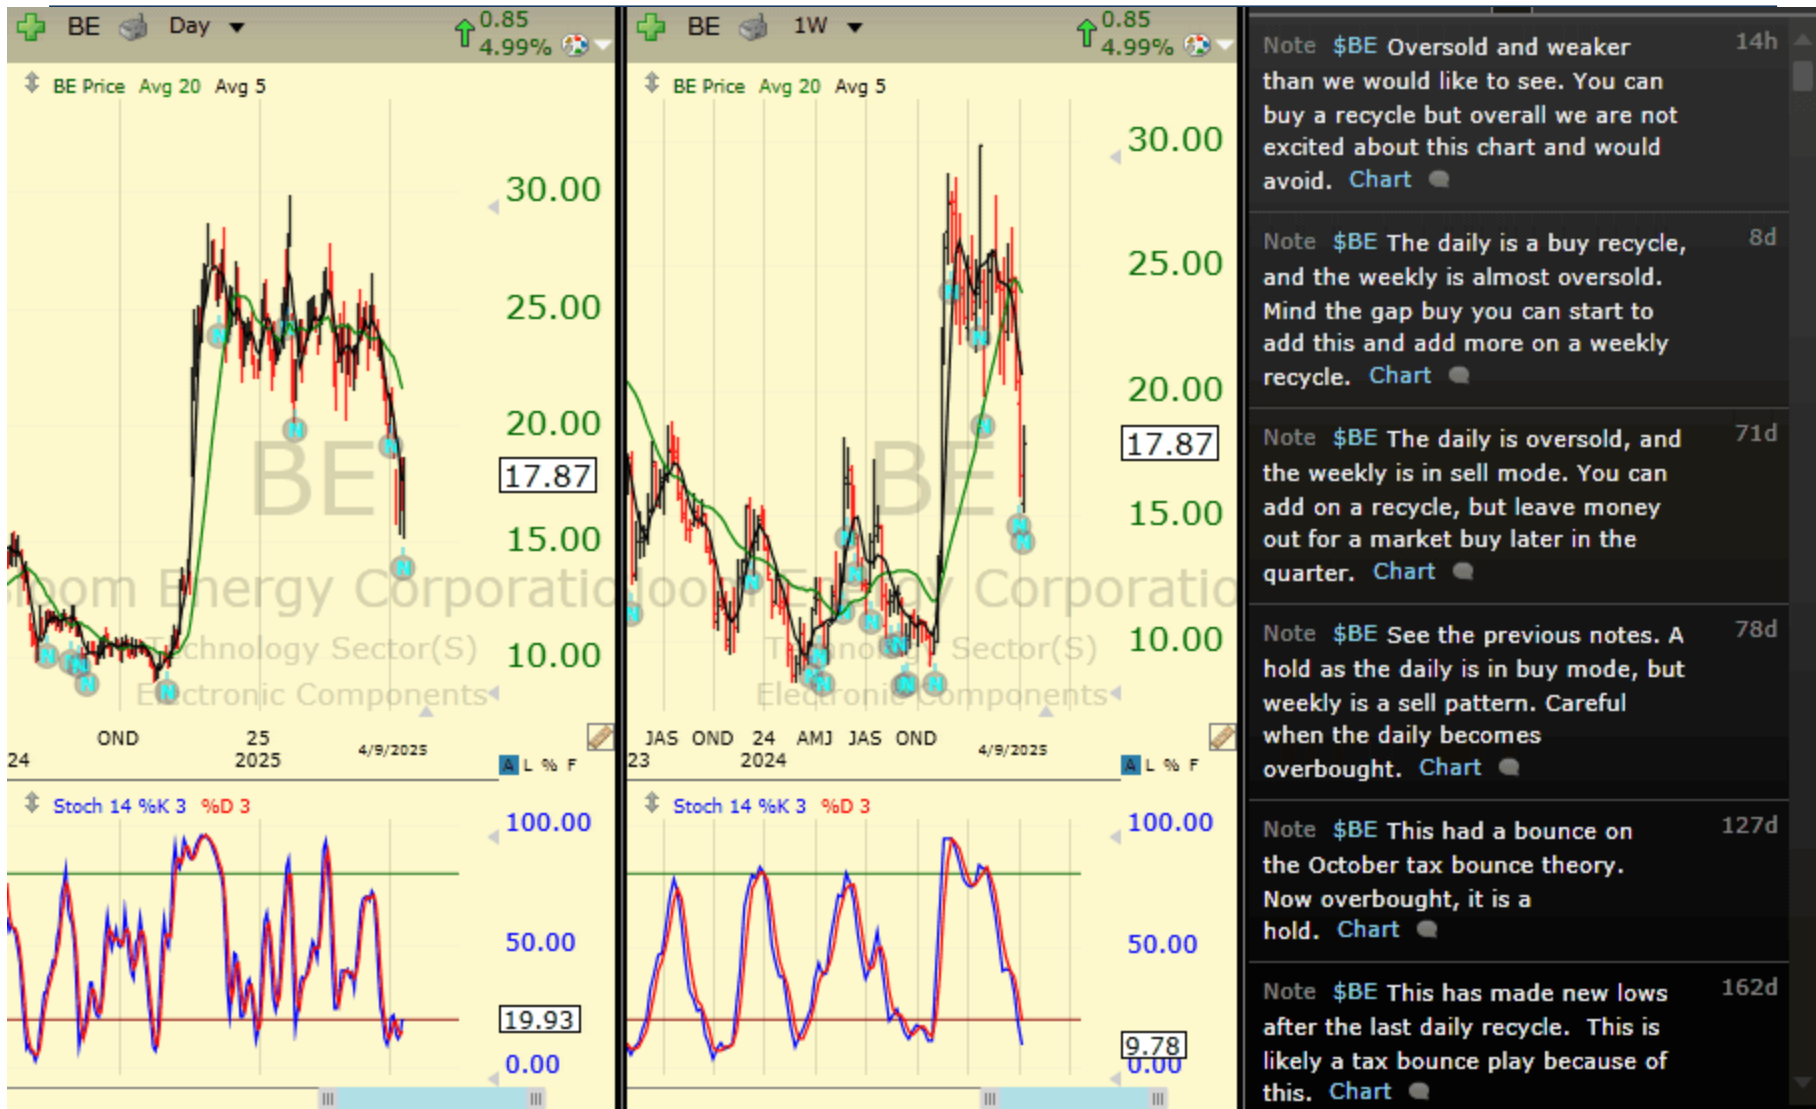 BE Day
0.85
4.99%
BE Price Avg 20 Avg 5
30.00
25.00
20.00
17.87
15.00
10.00
BE
oom Energy Corporatio
Technology Sector(S)
Electronic Components
OND 25
24 2025 4/9/2025
A L % F
Stoch 14 %K 3 %D 3
100.00
50.00
19.93
0.00
BE 1W
0.85
4.99%
BE Price Avg 20 Avg 5
30.00
25.00
20.00
17.87
15.00
10.00
BE
loom Energy Corporatio
Technology Sector(S)
Electronic Components
JAS OND 24 AMJ JAS OND
23 2024 4/9/2025
A L % F
Stoch 14 %K 3 %D 3
100.00
50.00
9.78
0.00
Note $BE Oversold and weaker 14h
than we would like to see. You can
buy a recycle but overall we are not
excited about this chart and would
avoid. Chart
Note $BE The daily is a buy recycle, 8d
and the weekly is almost oversold.
Mind the gap buy you can start to
add this and add more on a weekly
recycle. Chart
Note $BE The daily is oversold, and 71d
the weekly is in sell mode. You can
add on a recycle, but leave money
out for a market buy later in the
quarter. Chart
Note $BE See the previous notes. A 78d
hold as the daily is in buy mode, but
weekly is a sell pattern. Careful
when the daily becomes
overbought. Chart
Note $BE This had a bounce on 127d
the October tax bounce theory.
Now overbought, it is a
hold. Chart
Note $BE This has made new lows 162d
after the last daily recycle. This is
likely a tax bounce play because of
this. Chart